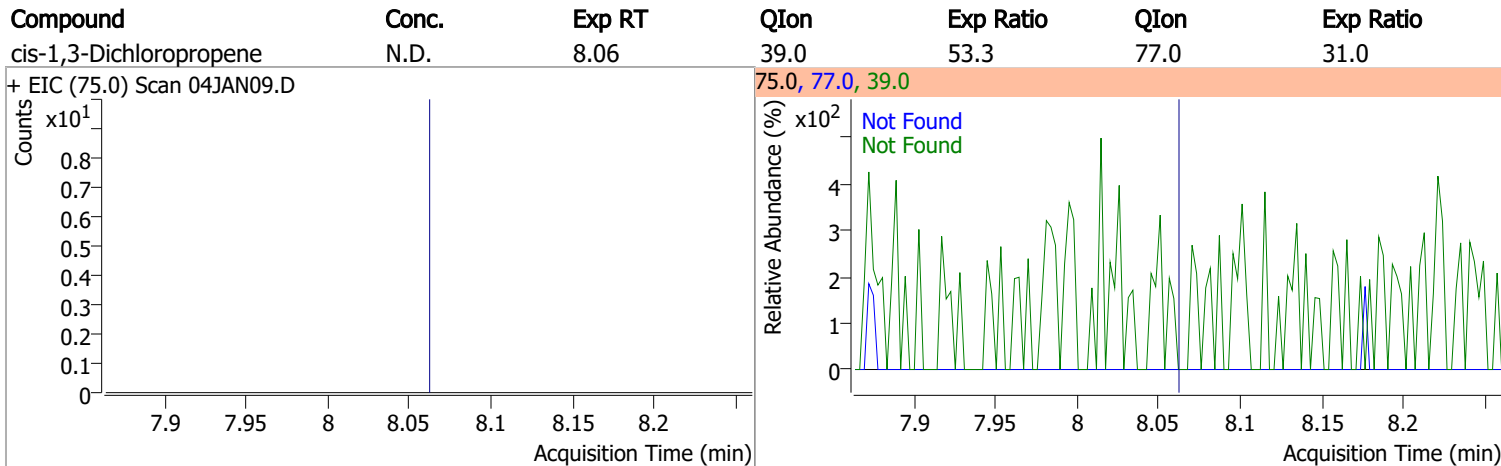 Compound Conc. Exp RT QIon Exp Ratio QIon Exp Ratio
cis-1,3-Dichloropropene N.D. 8.06 39.0 53.3 77.0 31.0
+ EIC (75.0) Scan 04JAN09.D
Counts
x10¹
0.8
0.7
0.6
0.5
0.4
0.3
0.2
0.1
0
7.9 7.95 8 8.05 8.1 8.15 8.2
Acquisition Time (min)
75.0, 77.0, 39.0
Relative Abundance (%)
x10²
Not Found
Not Found
4
3
2
1
0
7.9 7.95 8 8.05 8.1 8.15 8.2
Acquisition Time (min)